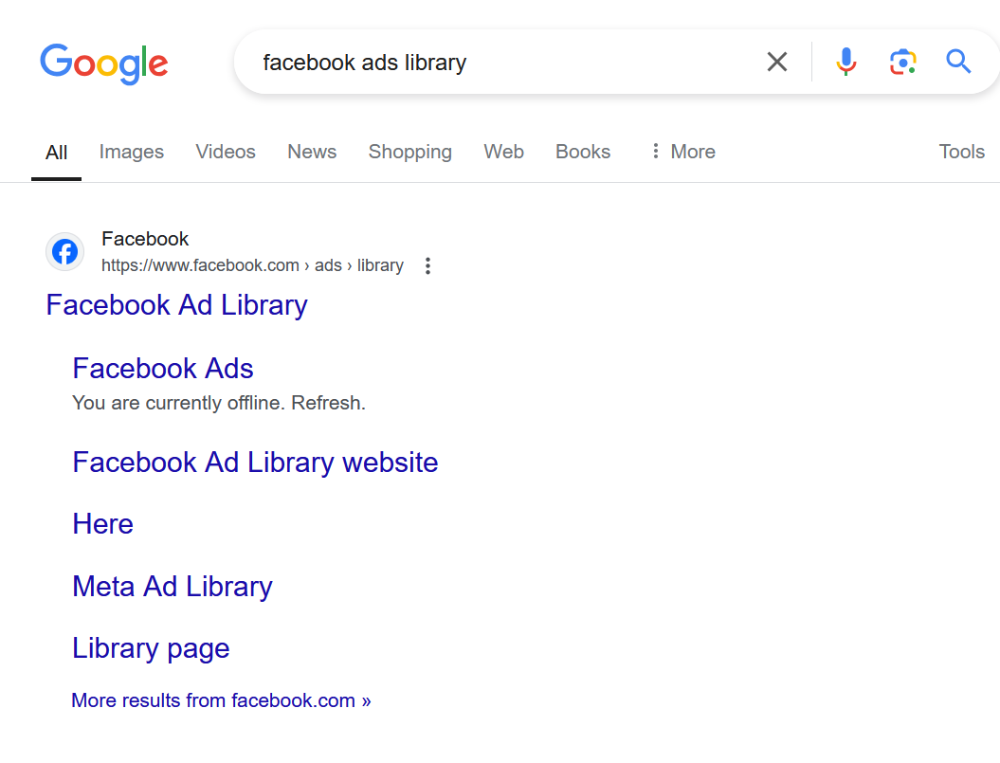 Google
facebook ads library
All Images Videos News Shopping Web Books More Tools
Facebook
https://www.facebook.com › ads › library
Facebook Ad Library
Facebook Ads
You are currently offline. Refresh.
Facebook Ad Library website
Here
Meta Ad Library
Library page
More results from facebook.com »